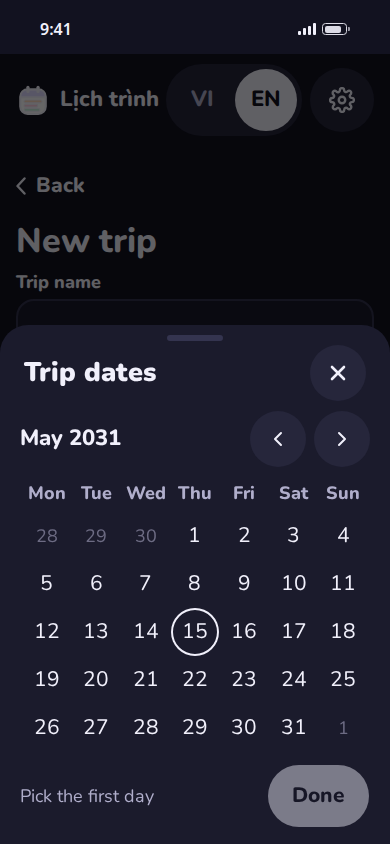 9:41
Lịch trình VI EN
Back
New trip
Trip name
Trip dates
May 2031
Mon Tue Wed Thu Fri Sat Sun
28 29 30 1 2 3 4
5 6 7 8 9 10 11
12 13 14 15 16 17 18
19 20 21 22 23 24 25
26 27 28 29 30 31 1
Pick the first day Done